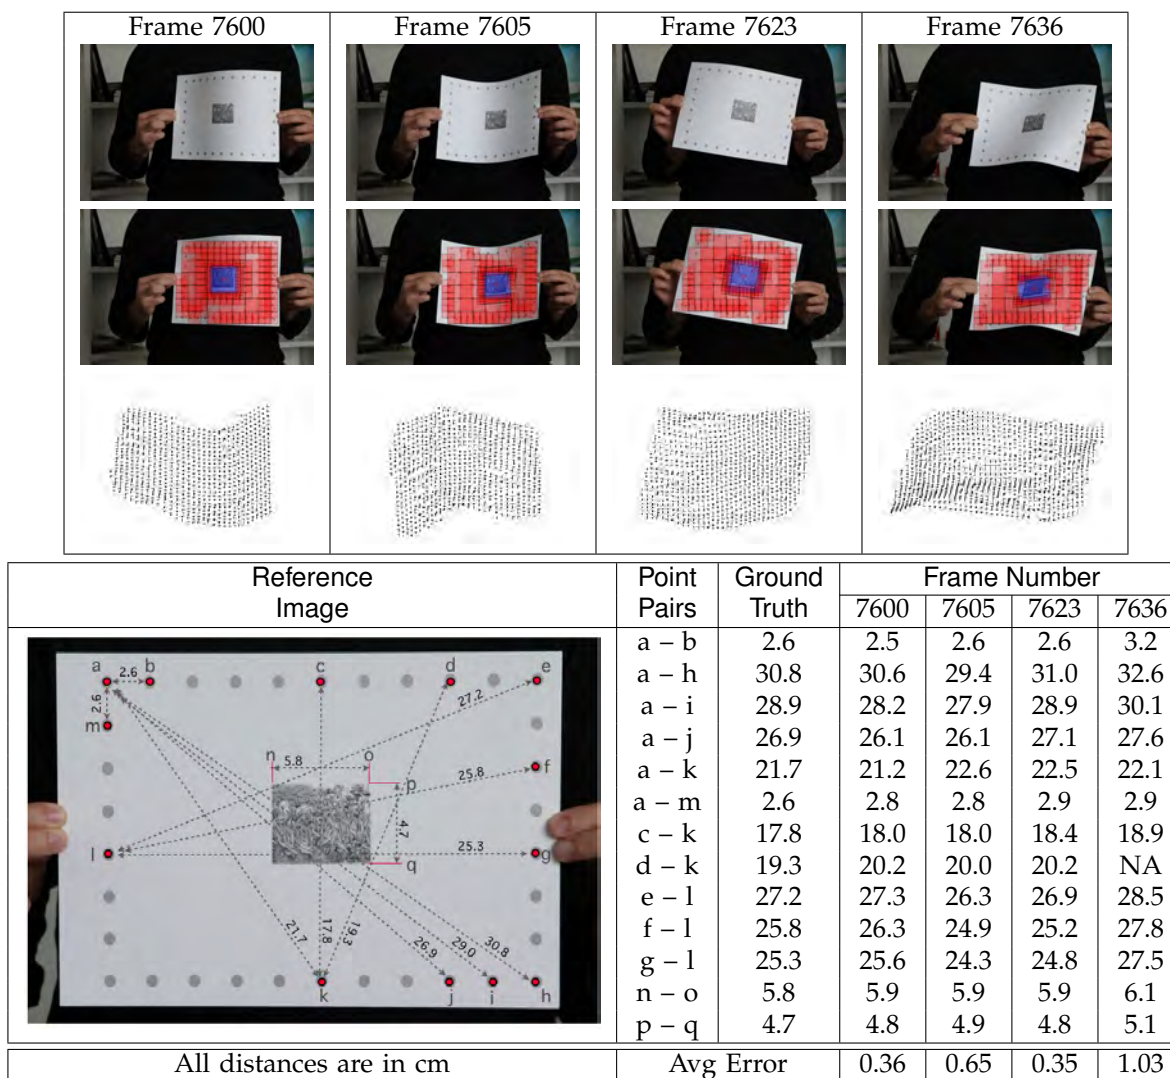 Frame 7600 Frame 7605 Frame 7623 Frame 7636
Reference Image Point Pairs Ground Truth Frame Number
7600 7605 7623 7636
a – b 2.6 2.5 2.6 2.6 3.2
a – h 30.8 30.6 29.4 31.0 32.6
a – i 28.9 28.2 27.9 28.9 30.1
a – j 26.9 26.1 26.1 27.1 27.6
a – k 21.7 21.2 22.6 22.5 22.1
a – m 2.6 2.8 2.8 2.9 2.9
c – k 17.8 18.0 18.0 18.4 18.9
d – k 19.3 20.2 20.0 20.2 NA
e – l 27.2 27.3 26.3 26.9 28.5
f – l 25.8 26.3 24.9 25.2 27.8
g – l 25.3 25.6 24.3 24.8 27.5
n – o 5.8 5.9 5.9 5.9 6.1
p – q 4.7 4.8 4.9 4.8 5.1
a b c d e
2.6
27.2
2.6
m
n o
5.8
25.8 f
p
4.7
l 25.3 g
q
21.7 17.8 19.3 26.9 29.0 30.8
k j i h
All distances are in cm Avg Error 0.36 0.65 0.35 1.03